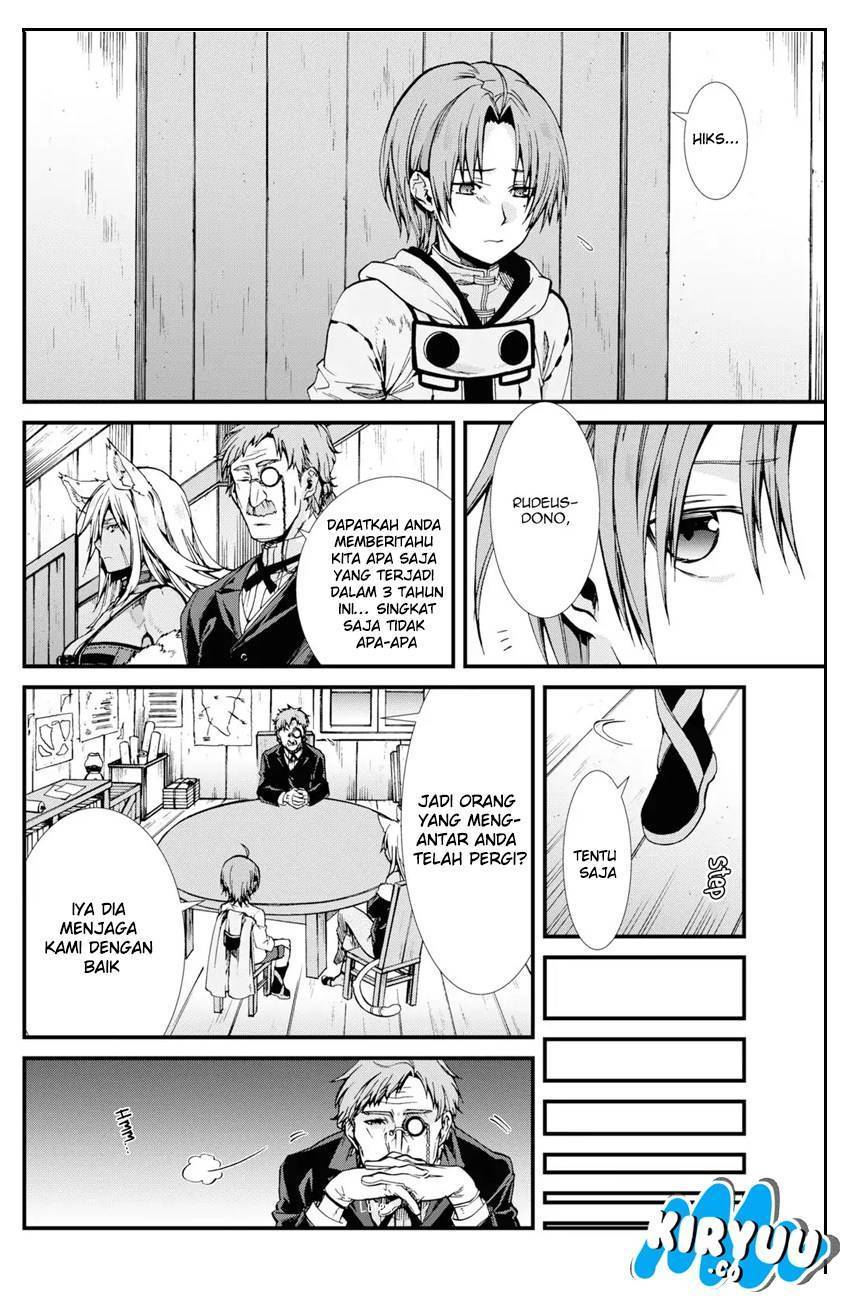 HIKS...
RUDEUS-
DONO,
DAPATKAH ANDA
MEMBERITAHU
KITA APA SAJA
YANG TERJADI
DALAM 3 TAHUN
INI... SINGKAT
SAJA TIDAK
APA-APA
TENTU
SAJA
Step
JADI ORANG
YANG MENG-
ANTAR ANDA
TELAH PERGI?
IYA DIA
MENJAGA
KAMI DENGAN
BAIK
HMM...
KIRYUU
.CO